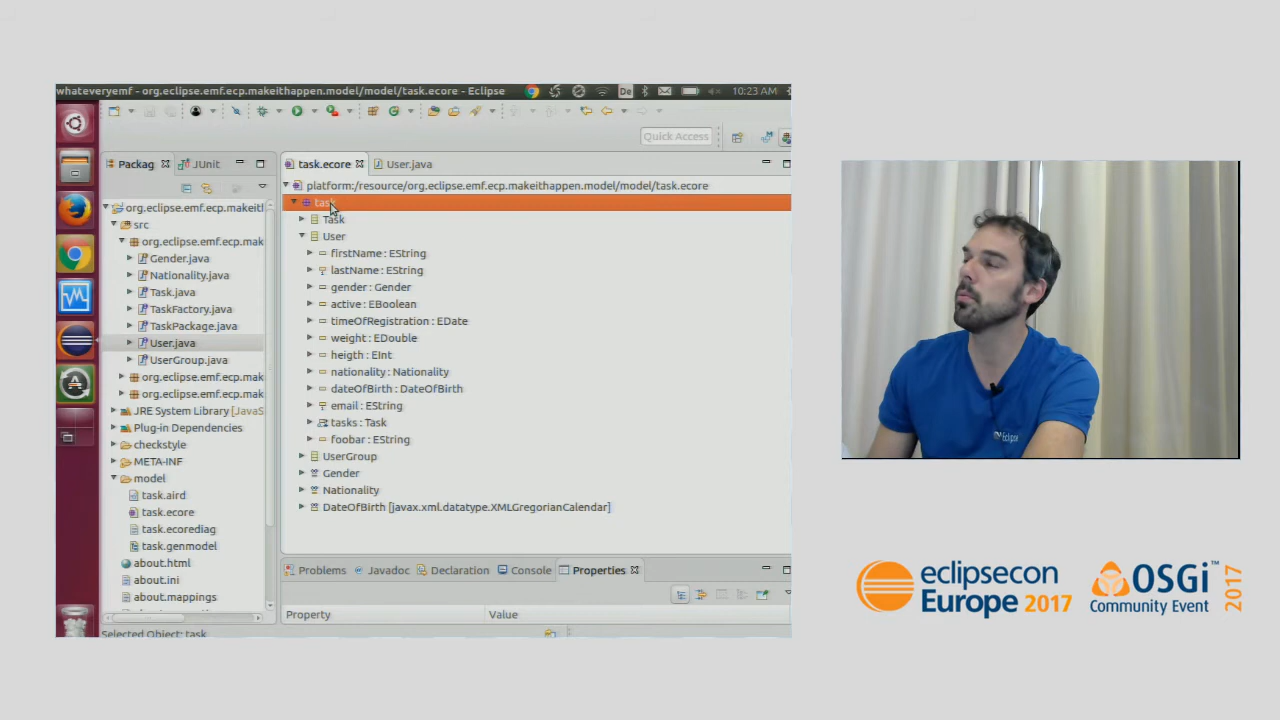 whateveryemf - org.eclipse.emf.ecp.makeithappen.model/model/task.ecore - Eclipse
De
10:23 AM
Quick Access
Packag
JUnit
task.ecore
User.java
org.eclipse.emf.ecp.makeith
src
org.eclipse.emf.ecp.mak
Gender.java
Nationality.java
Task.java
TaskFactory.java
TaskPackage.java
User.java
UserGroup.java
org.eclipse.emf.ecp.mak
org.eclipse.emf.ecp.mak
JRE System Library [JavaS
Plug-in Dependencies
checkstyle
META-INF
model
task.aird
task.ecore
task.ecorediag
task.genmodel
about.html
about.ini
about.mappings
platform:/resource/org.eclipse.emf.ecp.makeithappen.model/model/task.ecore
task
Task
User
firstName : EString
lastName : EString
gender : Gender
active : EBoolean
timeOfRegistration : EDate
weight : EDouble
heigth : EInt
nationality : Nationality
dateOfBirth : DateOfBirth
email : EString
tasks : Task
foobar : EString
UserGroup
Gender
Nationality
DateOfBirth [javax.xml.datatype.XMLGregorianCalendar]
Problems
Javadoc
Declaration
Console
Properties
Property
Value
Selected Object: task
eclipse
eclipsecon
Europe 2017
OSGi™
Community Event
2017